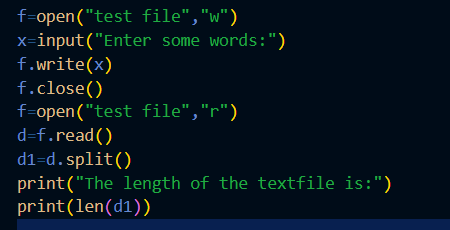 f=open("test file","w")
x=input("Enter some words:")
f.write(x)
f.close()
f=open("test file","r")
d=f.read()
d1=d.split()
print("The length of the textfile is:")
print(len(d1))